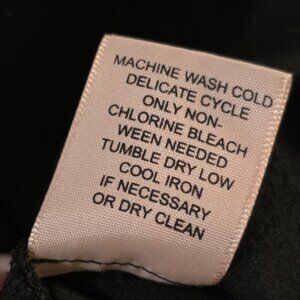 MACHINE WASH COLD
DELICATE CYCLE
ONLY NON-
CHLORINE BLEACH
WEEN NEEDED
TUMBLE DRY LOW
COOL IRON
IF NECESSARY
OR DRY CLEAN